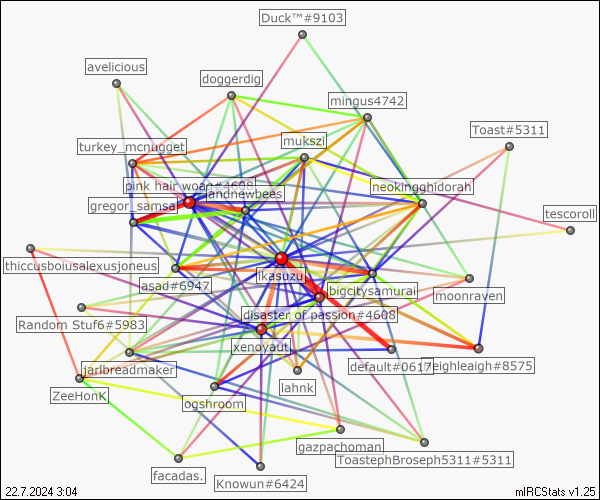 Duck™#9103
avelicious
doggerdig
mingus4742
Toast#5311
turkey_mcnugget
mukszi
pink hair woan#4698
andnewbees
neokingghidorah
gregor_samsa
tescoroll
thiccusboiusalexusjoneus
asad#6947
ikasuzu
bigcitysamurai
moonraven
Random Stuf6#5983
disaster of passion#4608
xenoyaut
jarlbreadmaker
default#0617
leighleagh#8575
ZeeHonK
lahnk
ogshroom
gazpachoman
ToastephBroseph5311#5311
facadas.
Knowun#6424
22.7.2024 3:04
mIRCStats v1.25